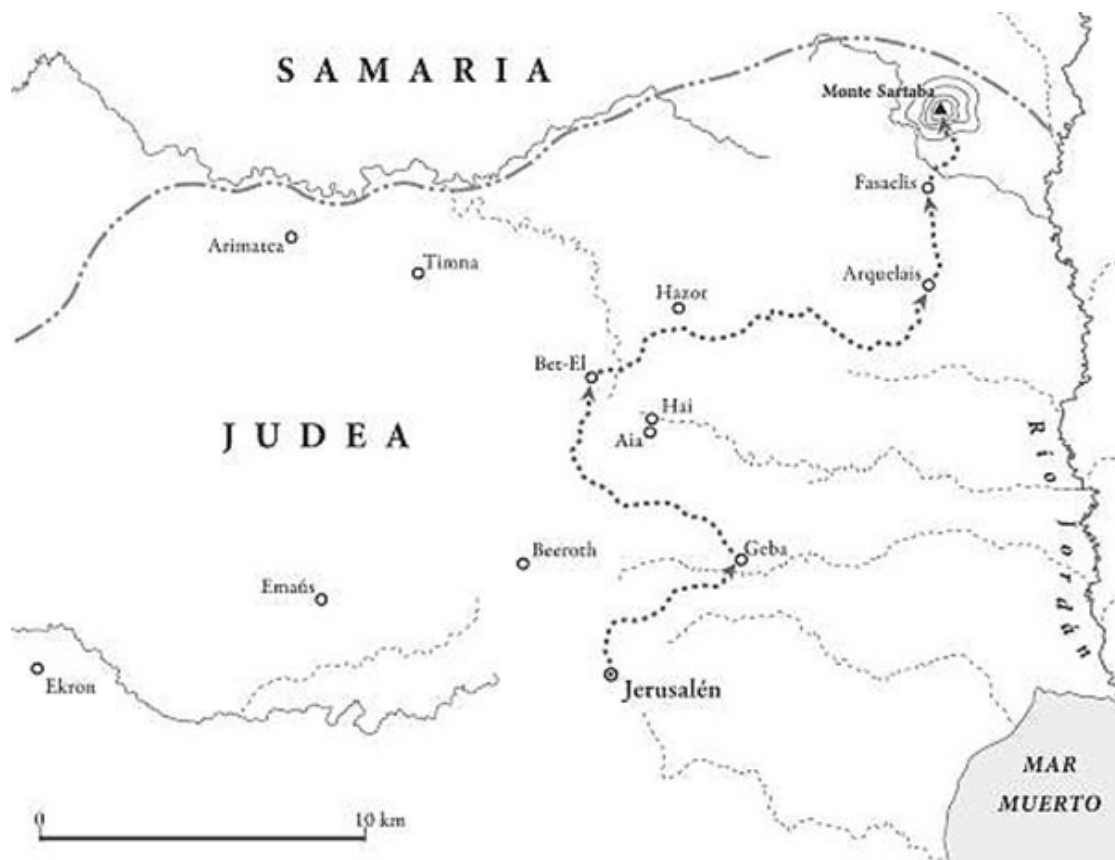 SAMARIA
Monte Sartaba
Fasaelis
Arimatea
Timna
Arquelais
Hazor
Bet-El
Hai
JUDEA
Aia
Río Jordán
Beeroth
Geba
Emaús
Ekron
Jerusalén
MAR
MUERTO
0 10 km